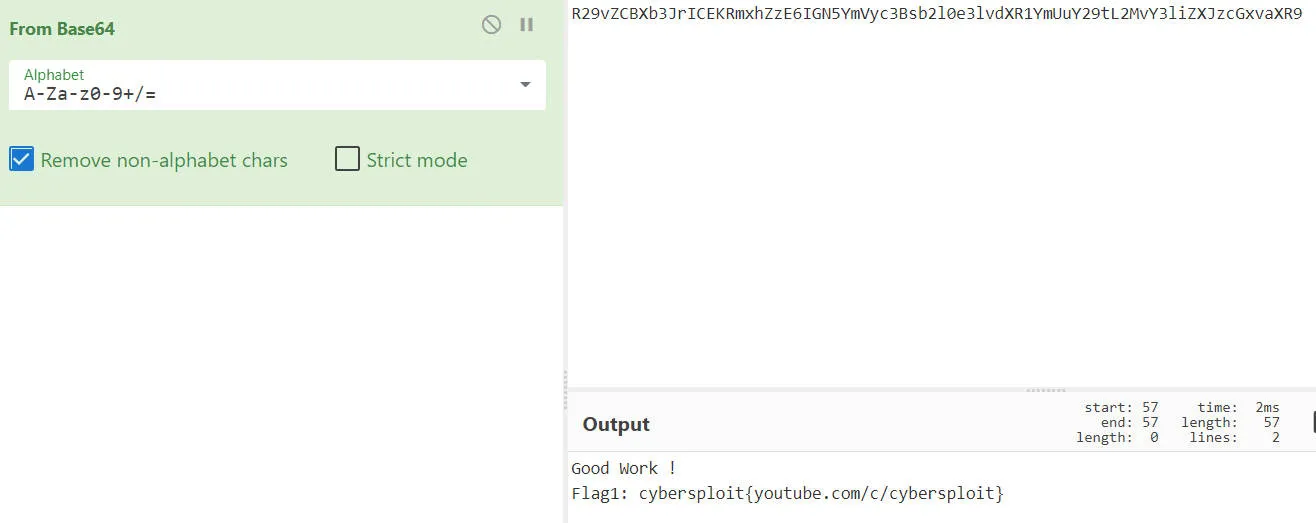 From Base64
Alphabet
A-Za-z0-9+/=
Remove non-alphabet chars
Strict mode
R29vZCBXb3JrICEKRmxhZzE6IGN5YmVyc3Bsb2l0e3lvdXR1YmUuY29tL2MvY3liZXJzcGxvaXR9
Output
start: 57 time: 2ms
end: 57 length: 57
length: 0 lines: 2
Good Work !
Flag1: cybersploit{youtube.com/c/cybersploit}